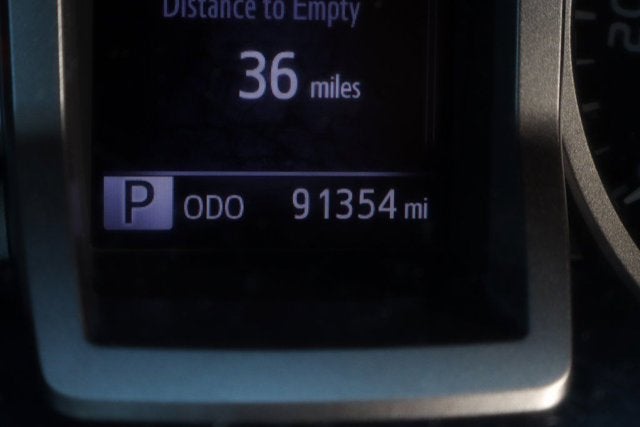 Distance to Empty
36 miles
P ODO 91354 mi